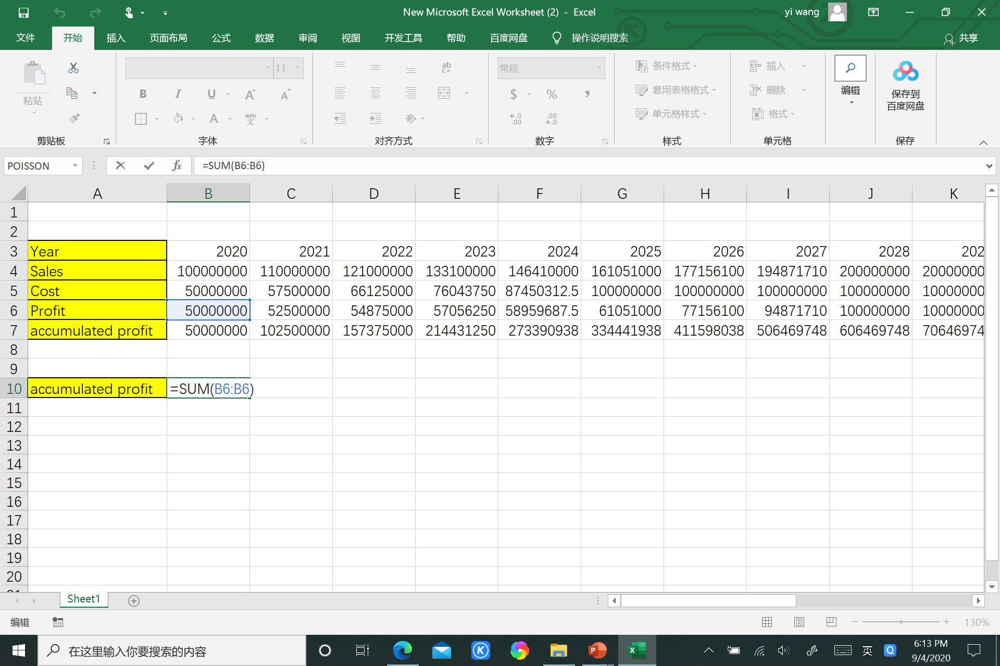 New Microsoft Excel Worksheet (2) - Excel
yi wang
文件 开始 插入 页面布局 公式 数据 审阅 视图 开发工具 帮助 百度网盘 操作说明搜索 共享
粘贴
剪贴板
11
B I U A A
A wén 文
字体
ab c
对齐方式
常规
$ % ,
.0 .00 .00 .0
数字
条件格式
套用表格格式
单元格样式
样式
插入
删除
格式
单元格
编辑
保存到
百度网盘
保存
POISSON fx =SUM(B6:B6)
A B C D E F G H I J K
1
2
3 Year 2020 2021 2022 2023 2024 2025 2026 2027 2028 202
4 Sales 100000000 110000000 121000000 133100000 146410000 161051000 177156100 194871710 200000000 20000000
5 Cost 50000000 57500000 66125000 76043750 87450312.5 100000000 100000000 100000000 100000000 10000000
6 Profit 50000000 52500000 54875000 57056250 58959687.5 61051000 77156100 94871710 100000000 10000000
7 accumulated profit 50000000 102500000 157375000 214431250 273390938 334441938 411598038 506469748 606469748 70646974
8
9
10 accumulated profit =SUM(B6:B6)
11
12
13
14
15
16
17
18
19
20
Sheet1
编辑 130%
在这里输入你要搜索的内容
英
6:13 PM
9/4/2020